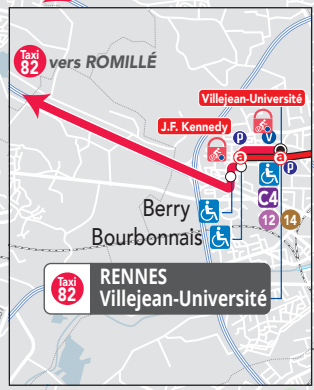 Taxi
82
vers ROMILLÉ
Villejean-Université
J.F. Kennedy
P
V
a
a
P
C4
12
14
Berry
Bourbonnais
Taxi
82
RENNES
Villejean-Université